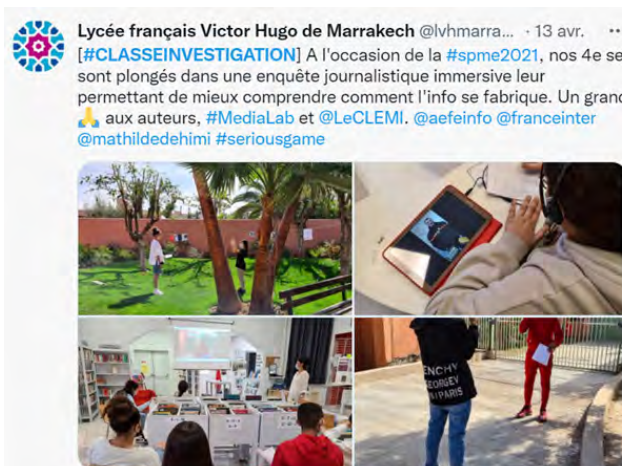 Lycée français Victor Hugo de Marrakech @lvhmarra... · 13 avr.
[#CLASSEINVESTIGATION] A l'occasion de la #spme2021, nos 4e se
sont plongés dans une enquête journalistique immersive leur
permettant de mieux comprendre comment l'info se fabrique. Un grand
🙏 aux auteurs, #MediaLab et @LeCLEMI. @aefeinfo @franceinter
@mathildedehimi #seriousgame
ENCHY
GEORGEV
PARIS